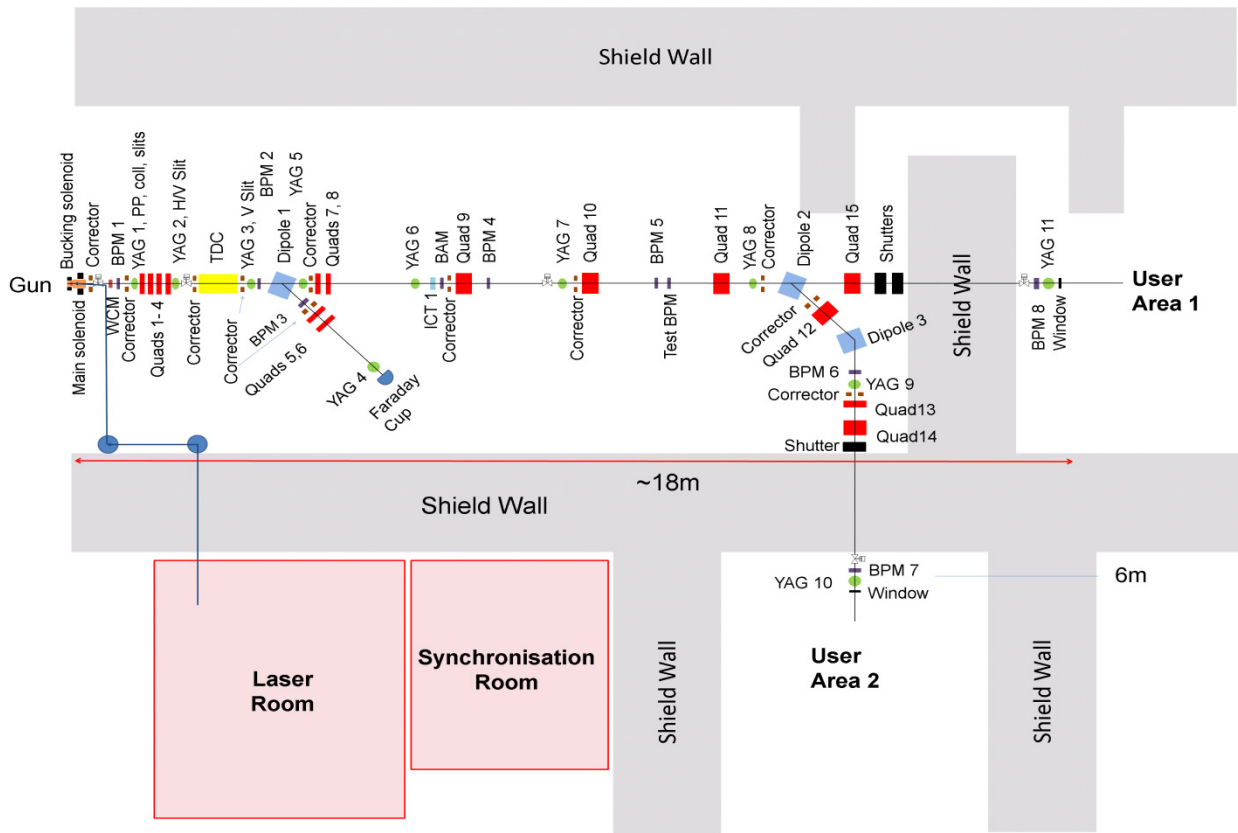 Shield Wall
Gun
Bucking solenoid
Main solenoid
Corrector
WCM
BPM 1
Corrector
YAG 1, PP, coll, slits
Quads 1- 4
YAG 2, H/V Slit
Corrector
TDC
Corrector
YAG 3, V Slit
BPM 2
Dipole 1
YAG 5
Corrector
Quads 7, 8
BPM 3
Quads 5,6
YAG 4
Faraday
Cup
YAG 6
ICT 1
BAM
Corrector
Quad 9
BPM 4
YAG 7
Corrector
Quad 10
BPM 5
Test BPM
Quad 11
YAG 8
Corrector
Dipole 2
Corrector
Quad 12
Dipole 3
Quad 15
Shutters
Shield Wall
BPM 8
YAG 11
Window
User
Area 1
BPM 6
YAG 9
Corrector
Quad13
Quad14
Shutter
~18m
Shield Wall
BPM 7
YAG 10
Window
6m
User
Area 2
Laser
Room
Synchronisation
Room
Shield Wall
Shield Wall